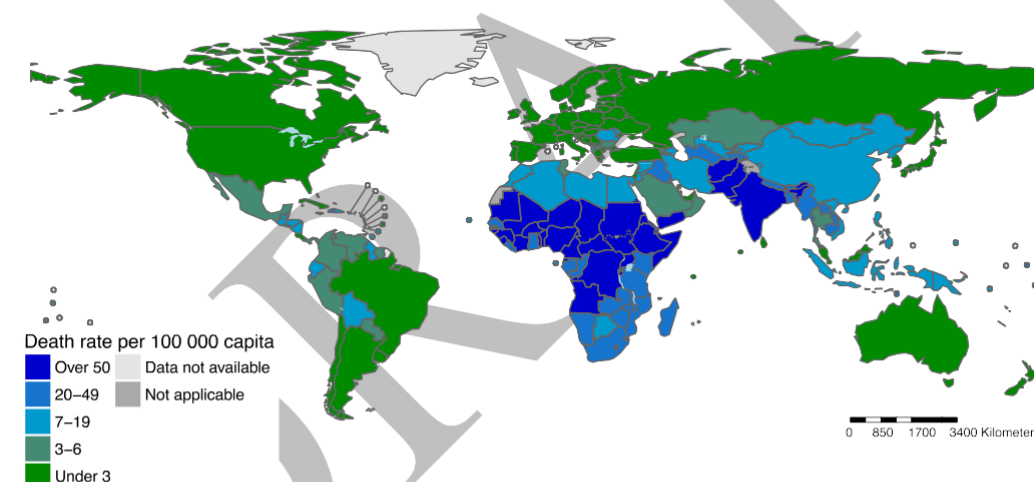 Death rate per 100 000 capita
Over 50
20–49
7–19
3–6
Under 3
Data not available
Not applicable
0 850 1700 3400 Kilometer